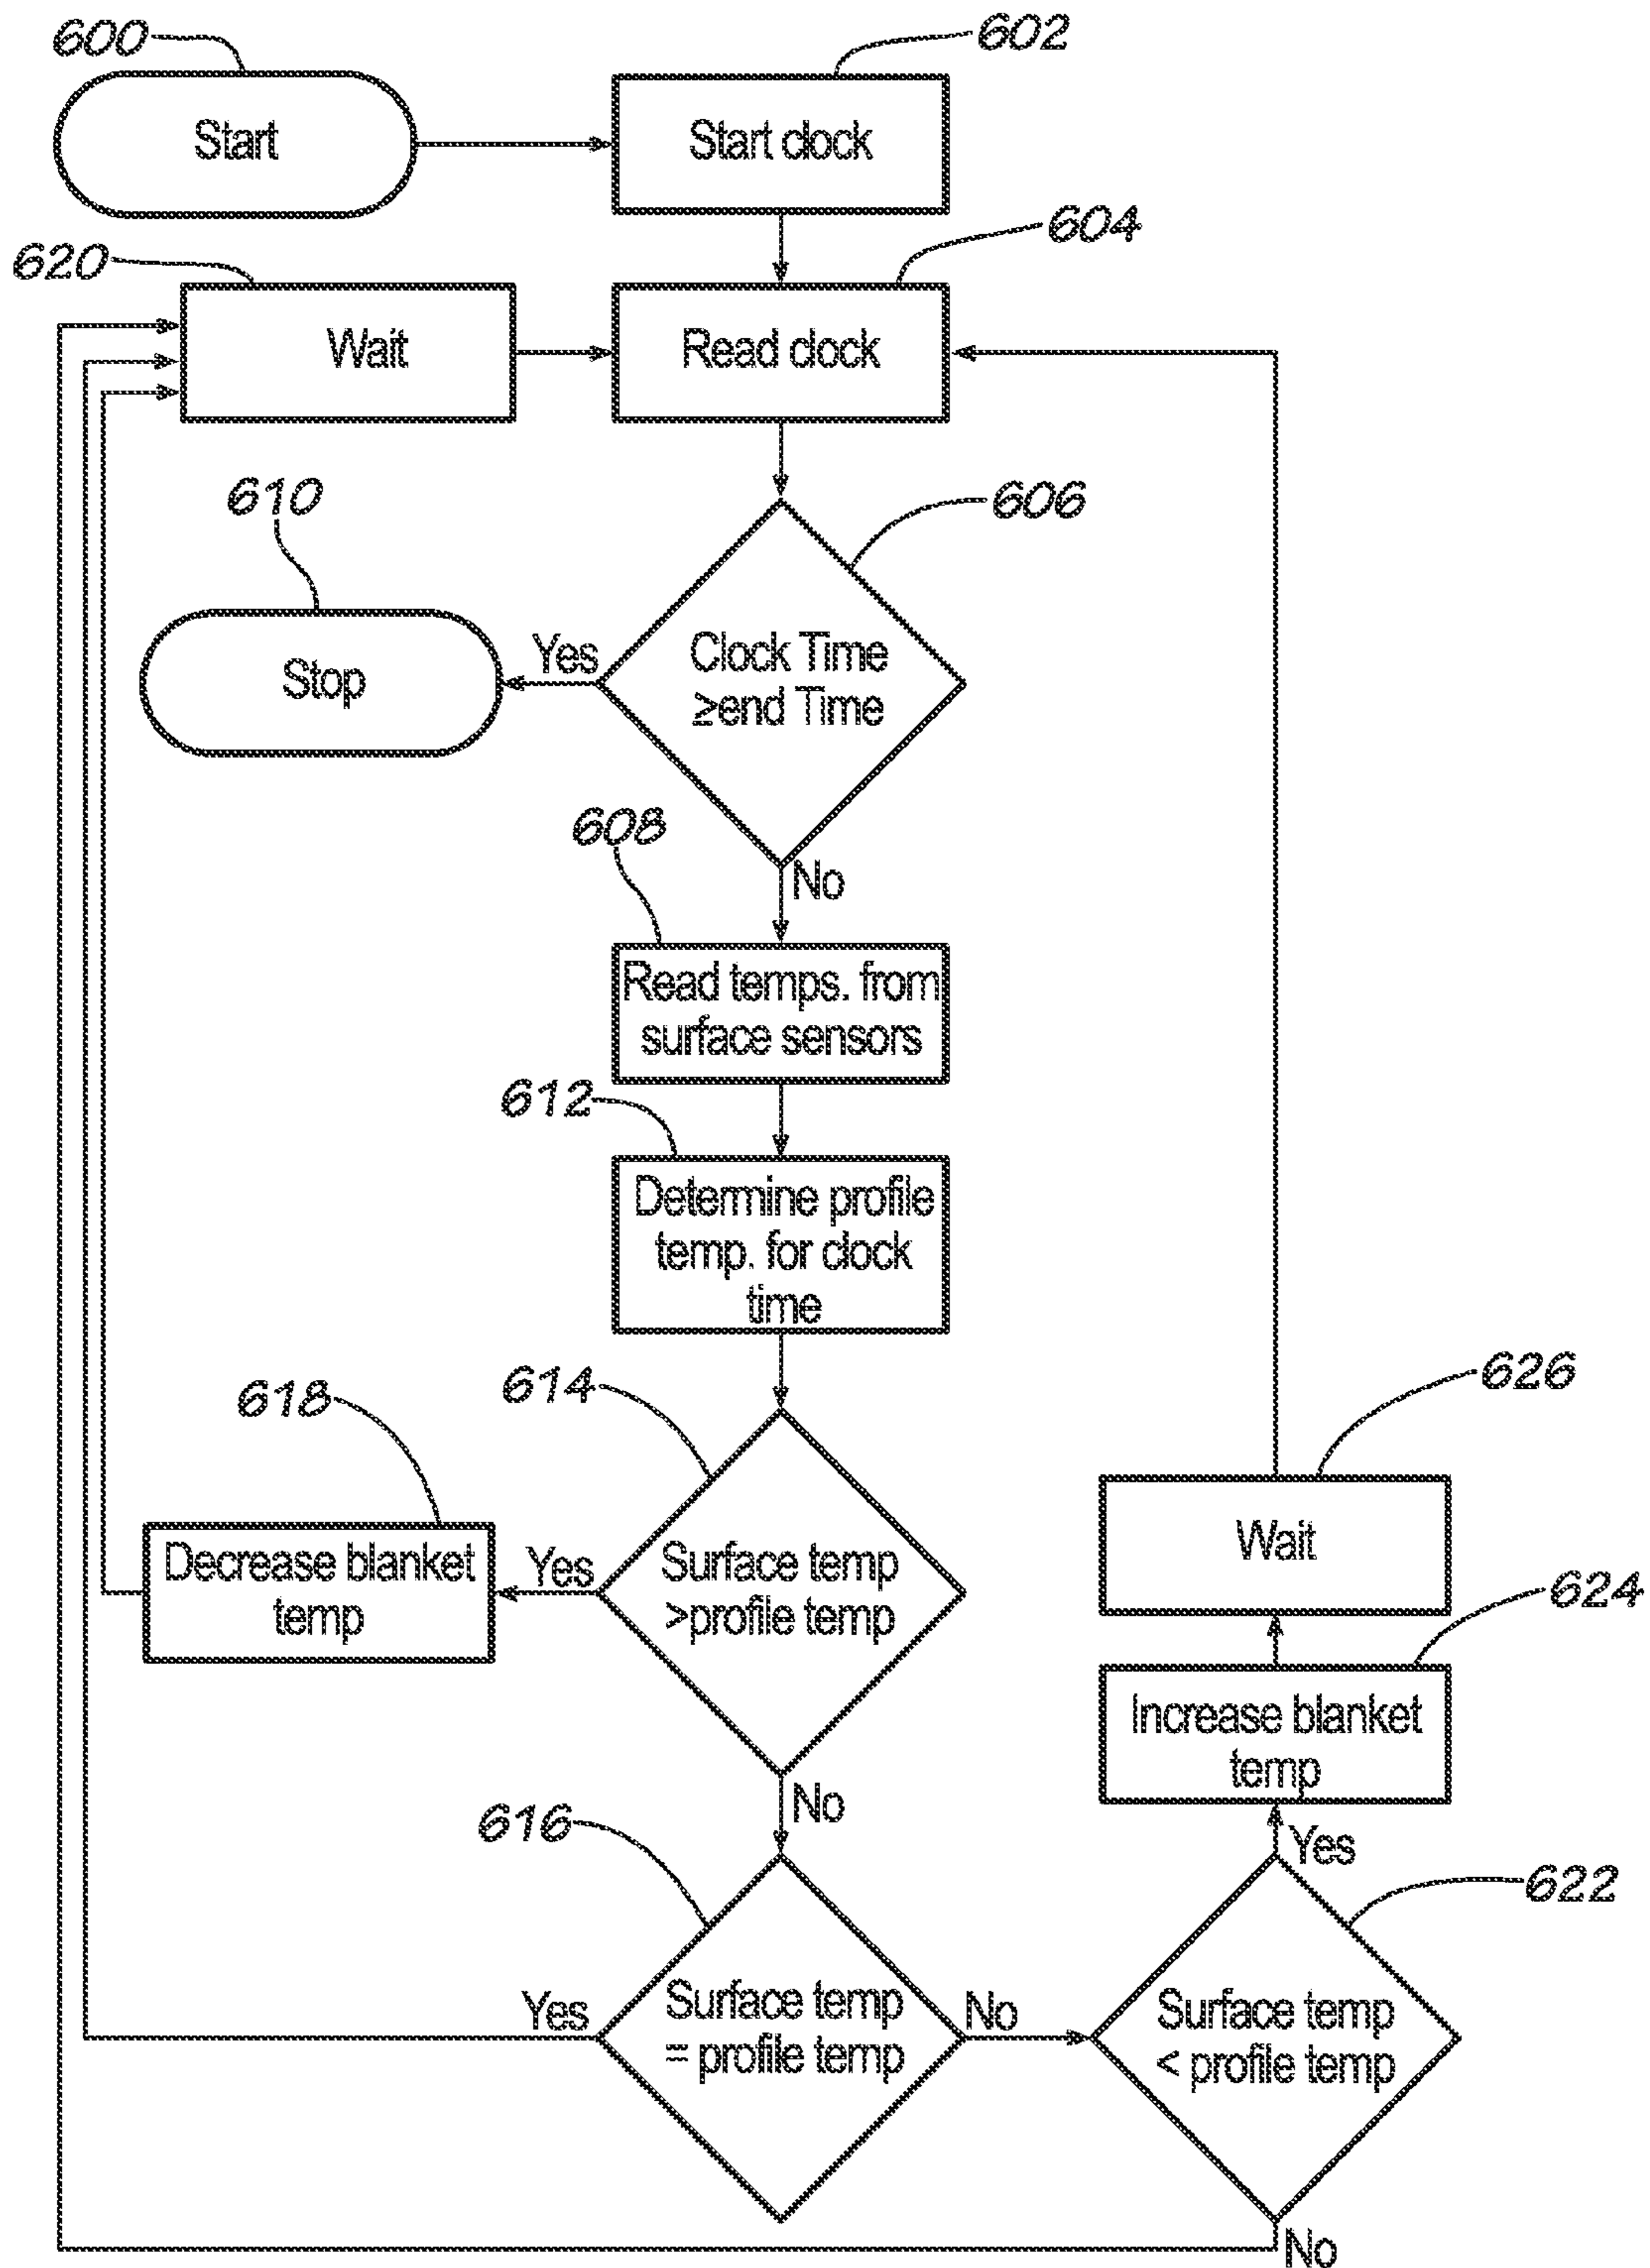 600
602
Start
Start clock
604
620
Wait
Read clock
610
606
Stop
Yes
Clock Time
≥end Time
608
No
Read temps. from
surface sensors
612
Determine profile
temp. for clock
time
614
618
626
Decrease blanket
temp
Yes
Surface temp
>profile temp
Wait
624
Increase blanket
temp
No
616
Yes
622
Yes
Surface temp
= profile temp
No
Surface temp
< profile temp
No